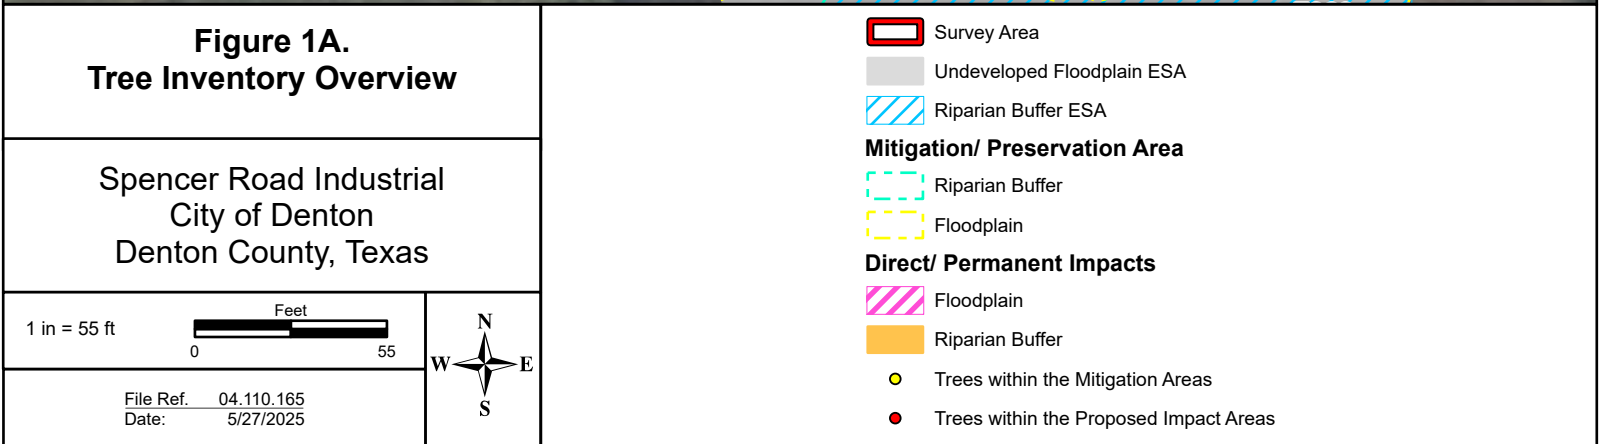 Figure 1A.
Tree Inventory Overview
Spencer Road Industrial
City of Denton
Denton County, Texas
1 in = 55 ft
Feet
0 55
N
W E
S
File Ref. 04.110.165
Date: 5/27/2025
Survey Area
Undeveloped Floodplain ESA
Riparian Buffer ESA
Mitigation/ Preservation Area
Riparian Buffer
Floodplain
Direct/ Permanent Impacts
Floodplain
Riparian Buffer
Trees within the Mitigation Areas
Trees within the Proposed Impact Areas